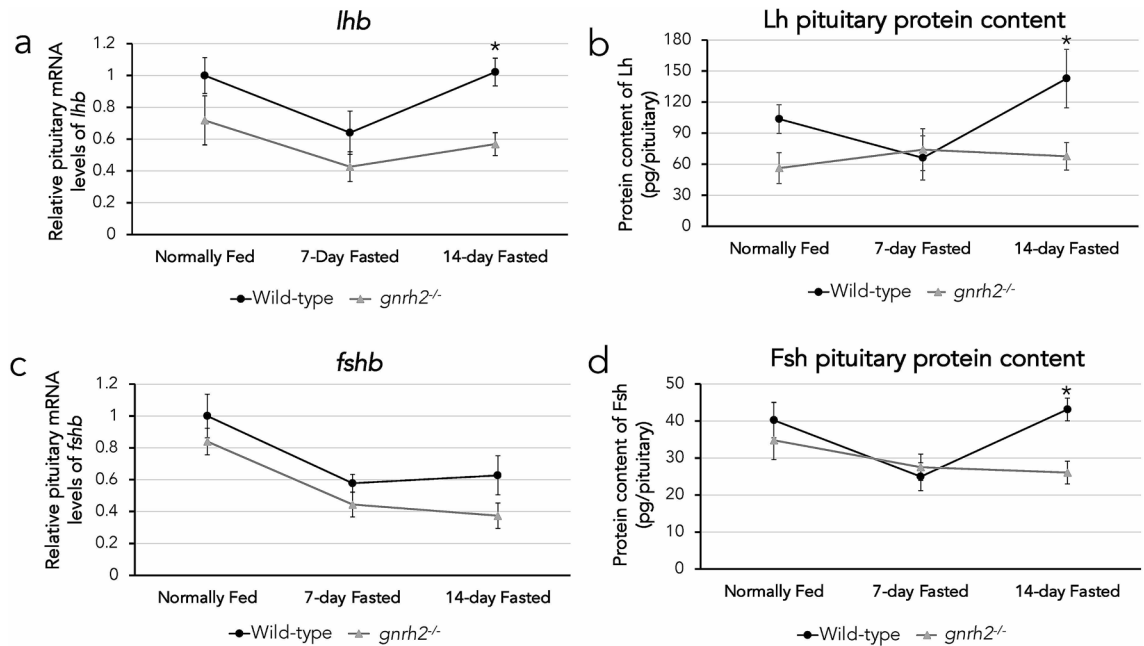 a
lhb
Relative pituitary mRNA
levels of lhb
1.2
*
1
0.8
0.6
0.4
0.2
0
Normally Fed 7-Day Fasted 14-day Fasted
Wild-type gnrh2-/-
b
Lh pituitary protein content
Protein content of Lh
(pg/pituitary)
180
*
150
120
90
60
30
0
Normally Fed 7-day Fasted 14-day Fasted
Wild-type gnrh2-/-
c
fshb
Relative pituitary mRNA
levels of fshb
1.2
1
0.8
0.6
0.4
0.2
0
Normally Fed 7-day Fasted 14-day Fasted
Wild-type gnrh2-/-
d
Fsh pituitary protein content
Protein content of Fsh
(pg/pituitary)
50
*
40
30
20
10
0
Normally Fed 7-day Fasted 14-day Fasted
Wild-type gnrh2-/-